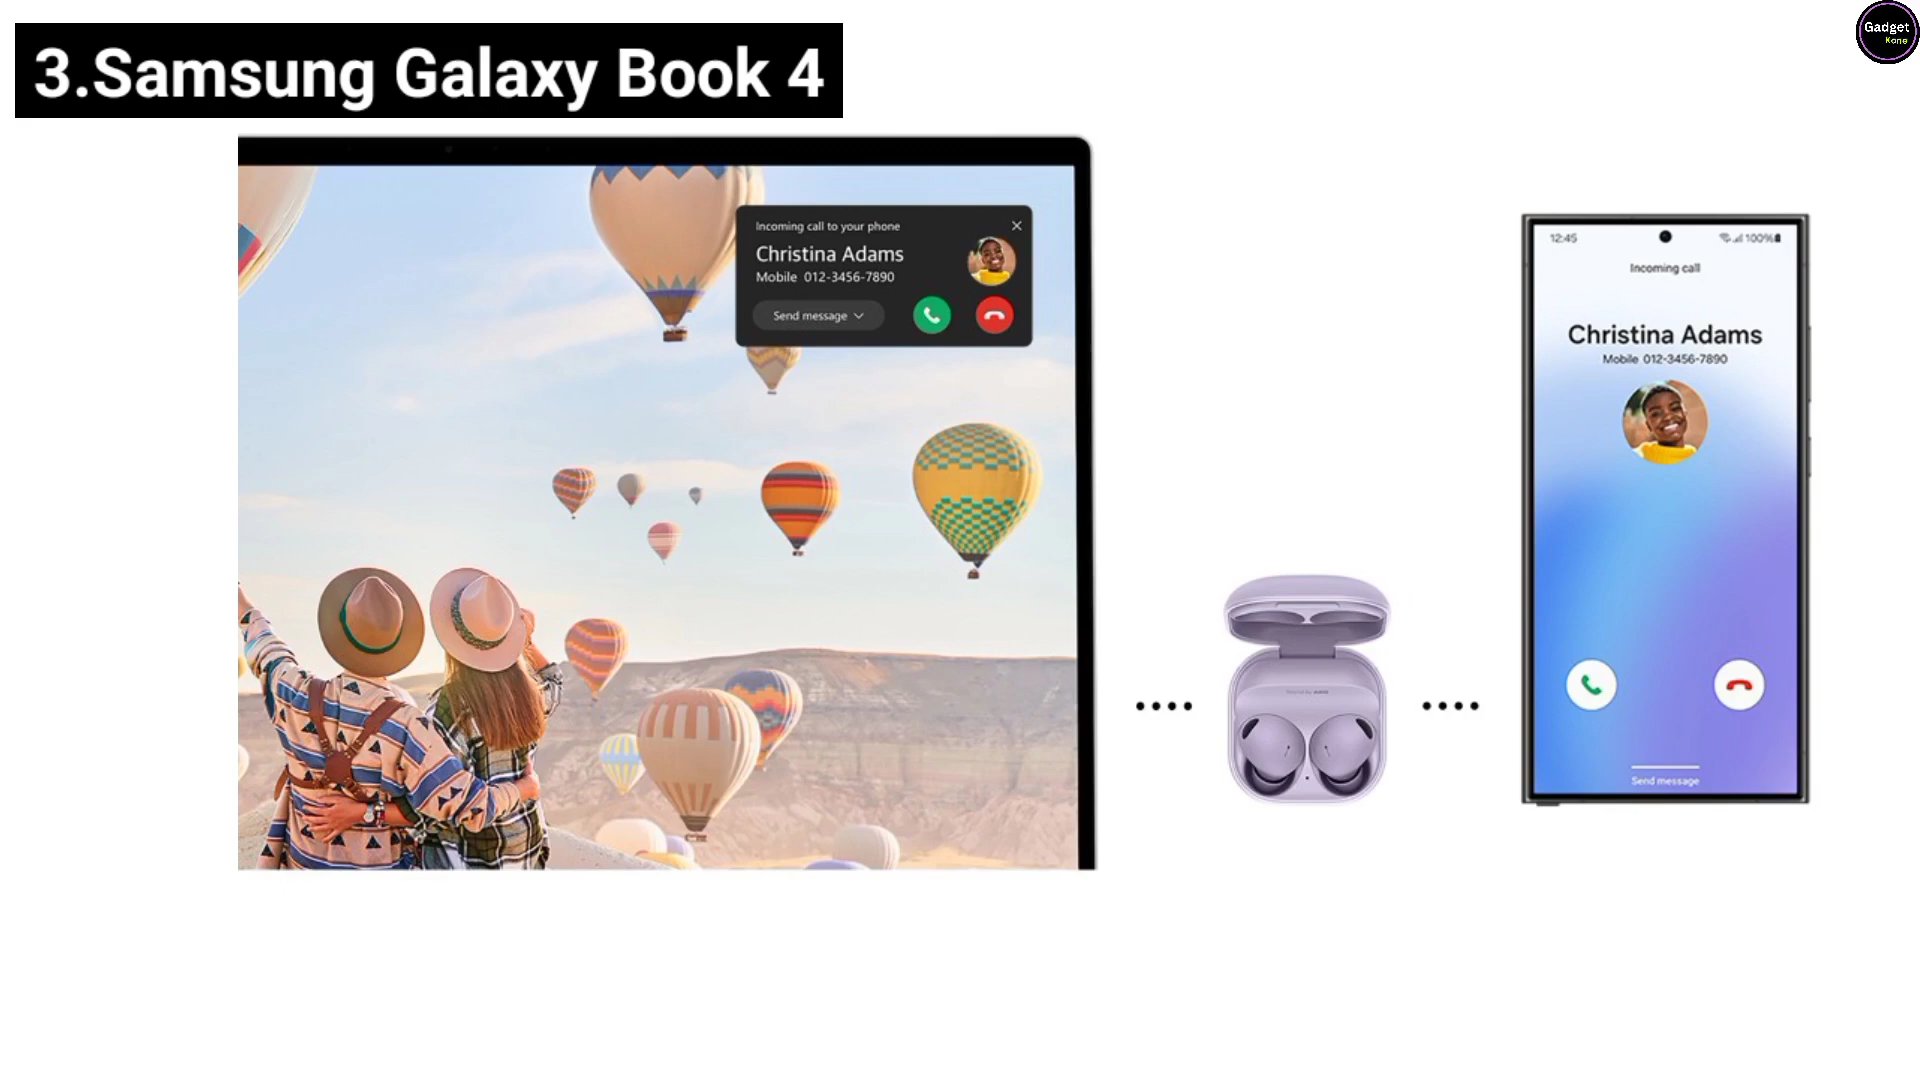 3.Samsung Galaxy Book 4
Gadget
Kone
Incoming call to your phone
Christina Adams
Mobile 012-3456-7890
Send message
12:45
100%
Incoming call
Christina Adams
Mobile 012-3456-7890
Send message